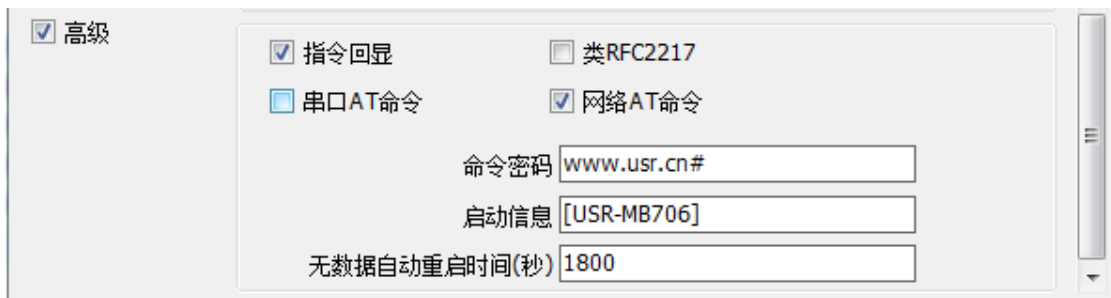 高级
指令回显 类RFC2217
串口AT命令 网络AT命令
命令密码 www.usr.cn#
启动信息 [USR-MB706]
无数据自动重启时间(秒) 1800